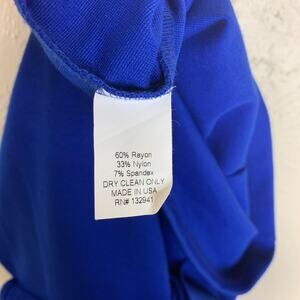 60% Rayon
33% Nylon
7% Spandex
DRY CLEAN ONLY
MADE IN USA
RN# 132941